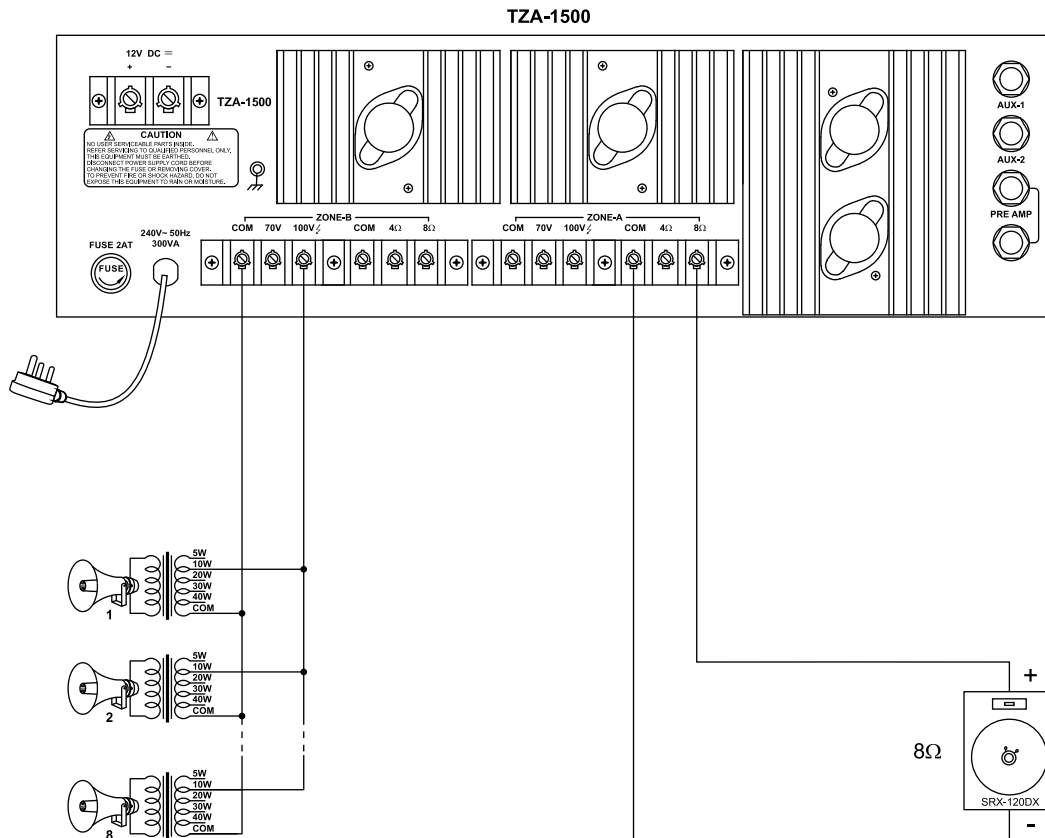 TZA-1500
12V DC ⎓
+ −
TZA-1500
CAUTION
NO USER SERVICEABLE PARTS INSIDE.
REFER SERVICING TO QUALIFIED PERSONNEL ONLY.
THIS EQUIPMENT MUST BE EARTHED.
DISCONNECT POWER SUPPLY CORD BEFORE
CHANGING THE FUSE OR REMOVING COVER.
TO PREVENT FIRE OR SHOCK HAZARD, DO NOT
EXPOSE THIS EQUIPMENT TO RAIN OR MOISTURE.
AUX-1
AUX-2
PRE AMP
FUSE 2AT
FUSE
240V~ 50Hz
300VA
ZONE-B
COM 70V 100V COM 4Ω 8Ω
ZONE-A
COM 70V 100V COM 4Ω 8Ω
5W
10W
20W
30W
40W
COM
1
5W
10W
20W
30W
40W
COM
2
5W
10W
20W
30W
40W
COM
8
+
8Ω
SRX-120DX
-